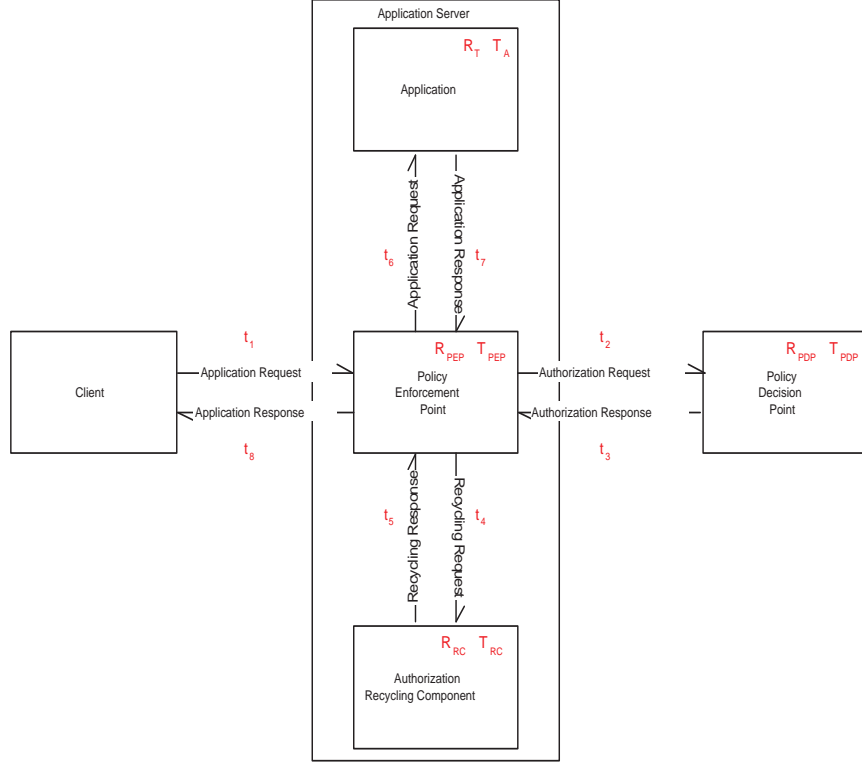 Application Server
R_T T_A
Application
Application Request
Application Response
t_6
t_7
t_1
t_2
R_PEP T_PEP
R_PDP T_PDP
Client
Application Request
Policy
Enforcement
Point
Authorization Request
Policy
Decision
Point
Application Response
Authorization Response
t_8
t_3
Recycling Response
Recycling Request
t_5
t_4
R_RC T_RC
Authorization
Recycling Component